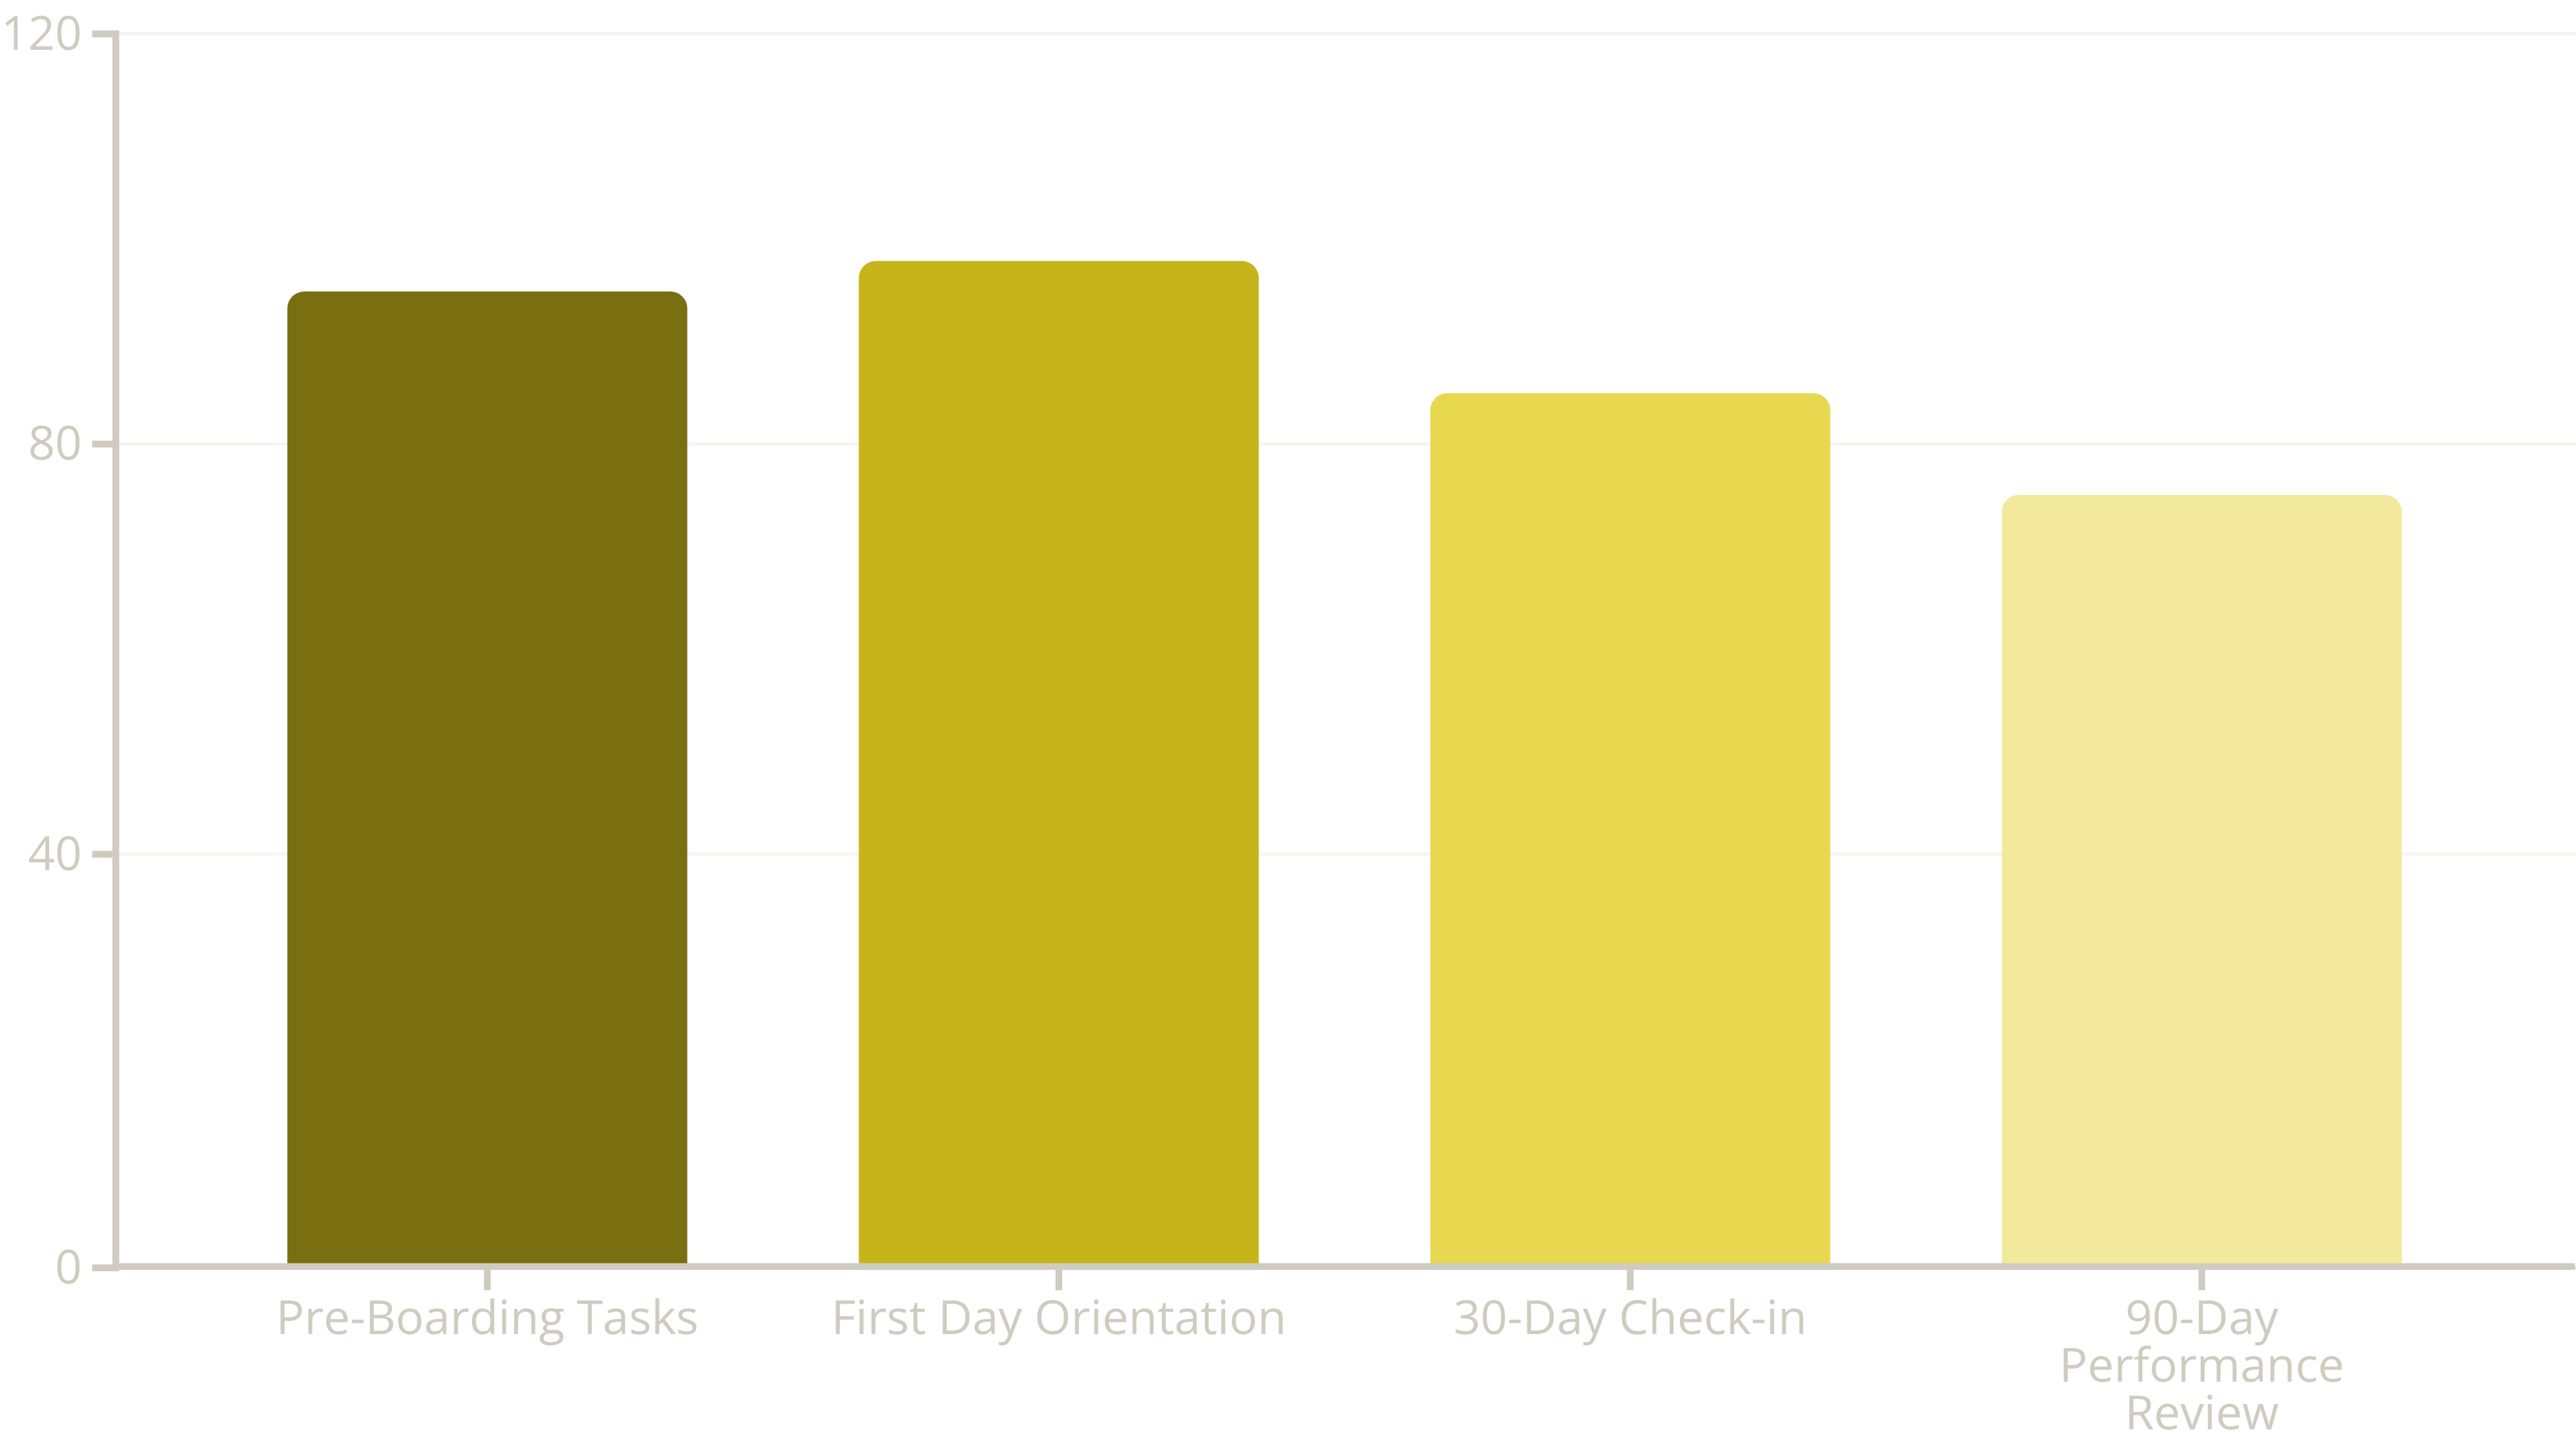 120
80
40
0
Pre-Boarding Tasks
First Day Orientation
30-Day Check-in
90-Day
Performance
Review